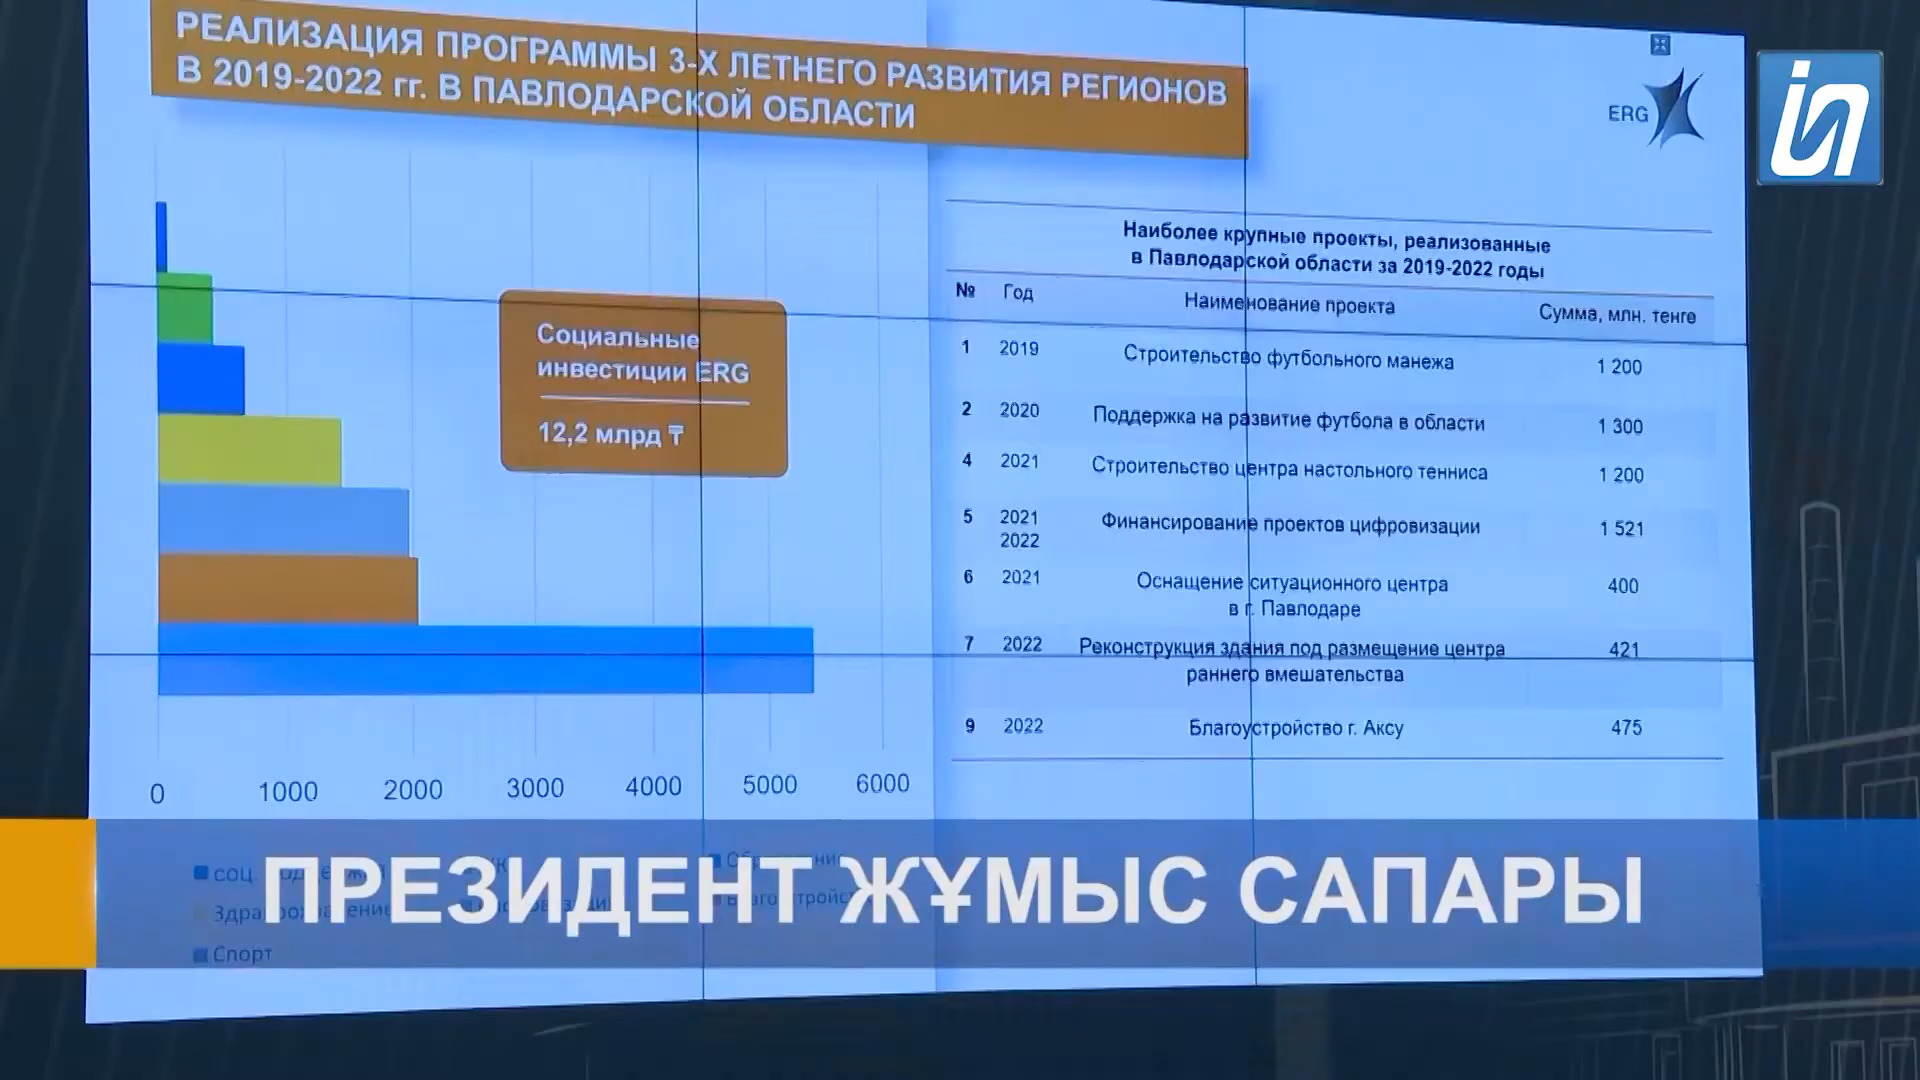 РЕАЛИЗАЦИЯ ПРОГРАММЫ 3-Х ЛЕТНЕГО РАЗВИТИЯ РЕГИОНОВ
В 2019-2022 гг. В ПАВЛОДАРСКОЙ ОБЛАСТИ
ERG
Социальные
инвестиции ERG
12,2 млрд ₸
0 1000 2000 3000 4000 5000 6000
Наиболее крупные проекты, реализованные
в Павлодарской области за 2019-2022 годы
№ Год Наименование проекта Сумма, млн. тенге
1 2019 Строительство футбольного манежа 1 200
2 2020 Поддержка на развитие футбола в области 1 300
4 2021 Строительство центра настольного тенниса 1 200
5 2021 Финансирование проектов цифровизации 1 521
2022
6 2021 Оснащение ситуационного центра 400
в г. Павлодаре
7 2022 Реконструкция здания под размещение центра 421
раннего вмешательства
9 2022 Благоустройство г. Аксу 475
соц.
Спорт
ПРЕЗИДЕНТ ЖҰМЫС САПАРЫ